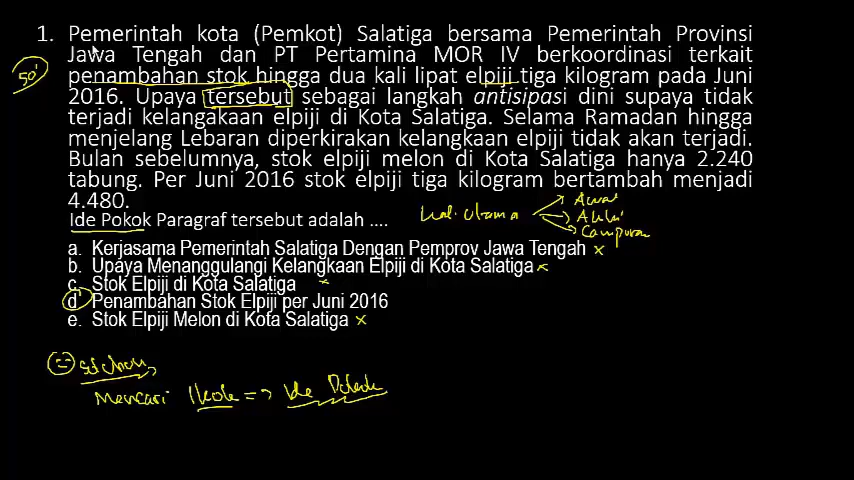 1. Pemerintah kota (Pemkot) Salatiga bersama Pemerintah Provinsi
Jawa Tengah dan PT Pertamina MOR IV berkoordinasi terkait
penambahan stok hingga dua kali lipat elpiji tiga kilogram pada Juni
2016. Upaya tersebut sebagai langkah antisipasi dini supaya tidak
terjadi kelangakaan elpiji di Kota Salatiga. Selama Ramadan hingga
menjelang Lebaran diperkirakan kelangkaan elpiji tidak akan terjadi.
Bulan sebelumnya, stok elpiji melon di Kota Salatiga hanya 2.240
tabung. Per Juni 2016 stok elpiji tiga kilogram bertambah menjadi
4.480.
50'
Ide Pokok Paragraf tersebut adalah ....
kal. Utama
Awal
Akhir
Campuran
a. Kerjasama Pemerintah Salatiga Dengan Pemprov Jawa Tengah x
b. Upaya Menanggulangi Kelangkaan Elpiji di Kota Salatiga x
c. Stok Elpiji di Kota Salatiga x
d. Penambahan Stok Elpiji per Juni 2016
e. Stok Elpiji Melon di Kota Salatiga x
Mencari => Ide Pokok